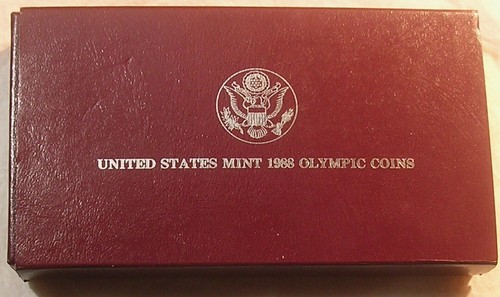 UNITED STATES MINT 1988 OLYMPIC COINS